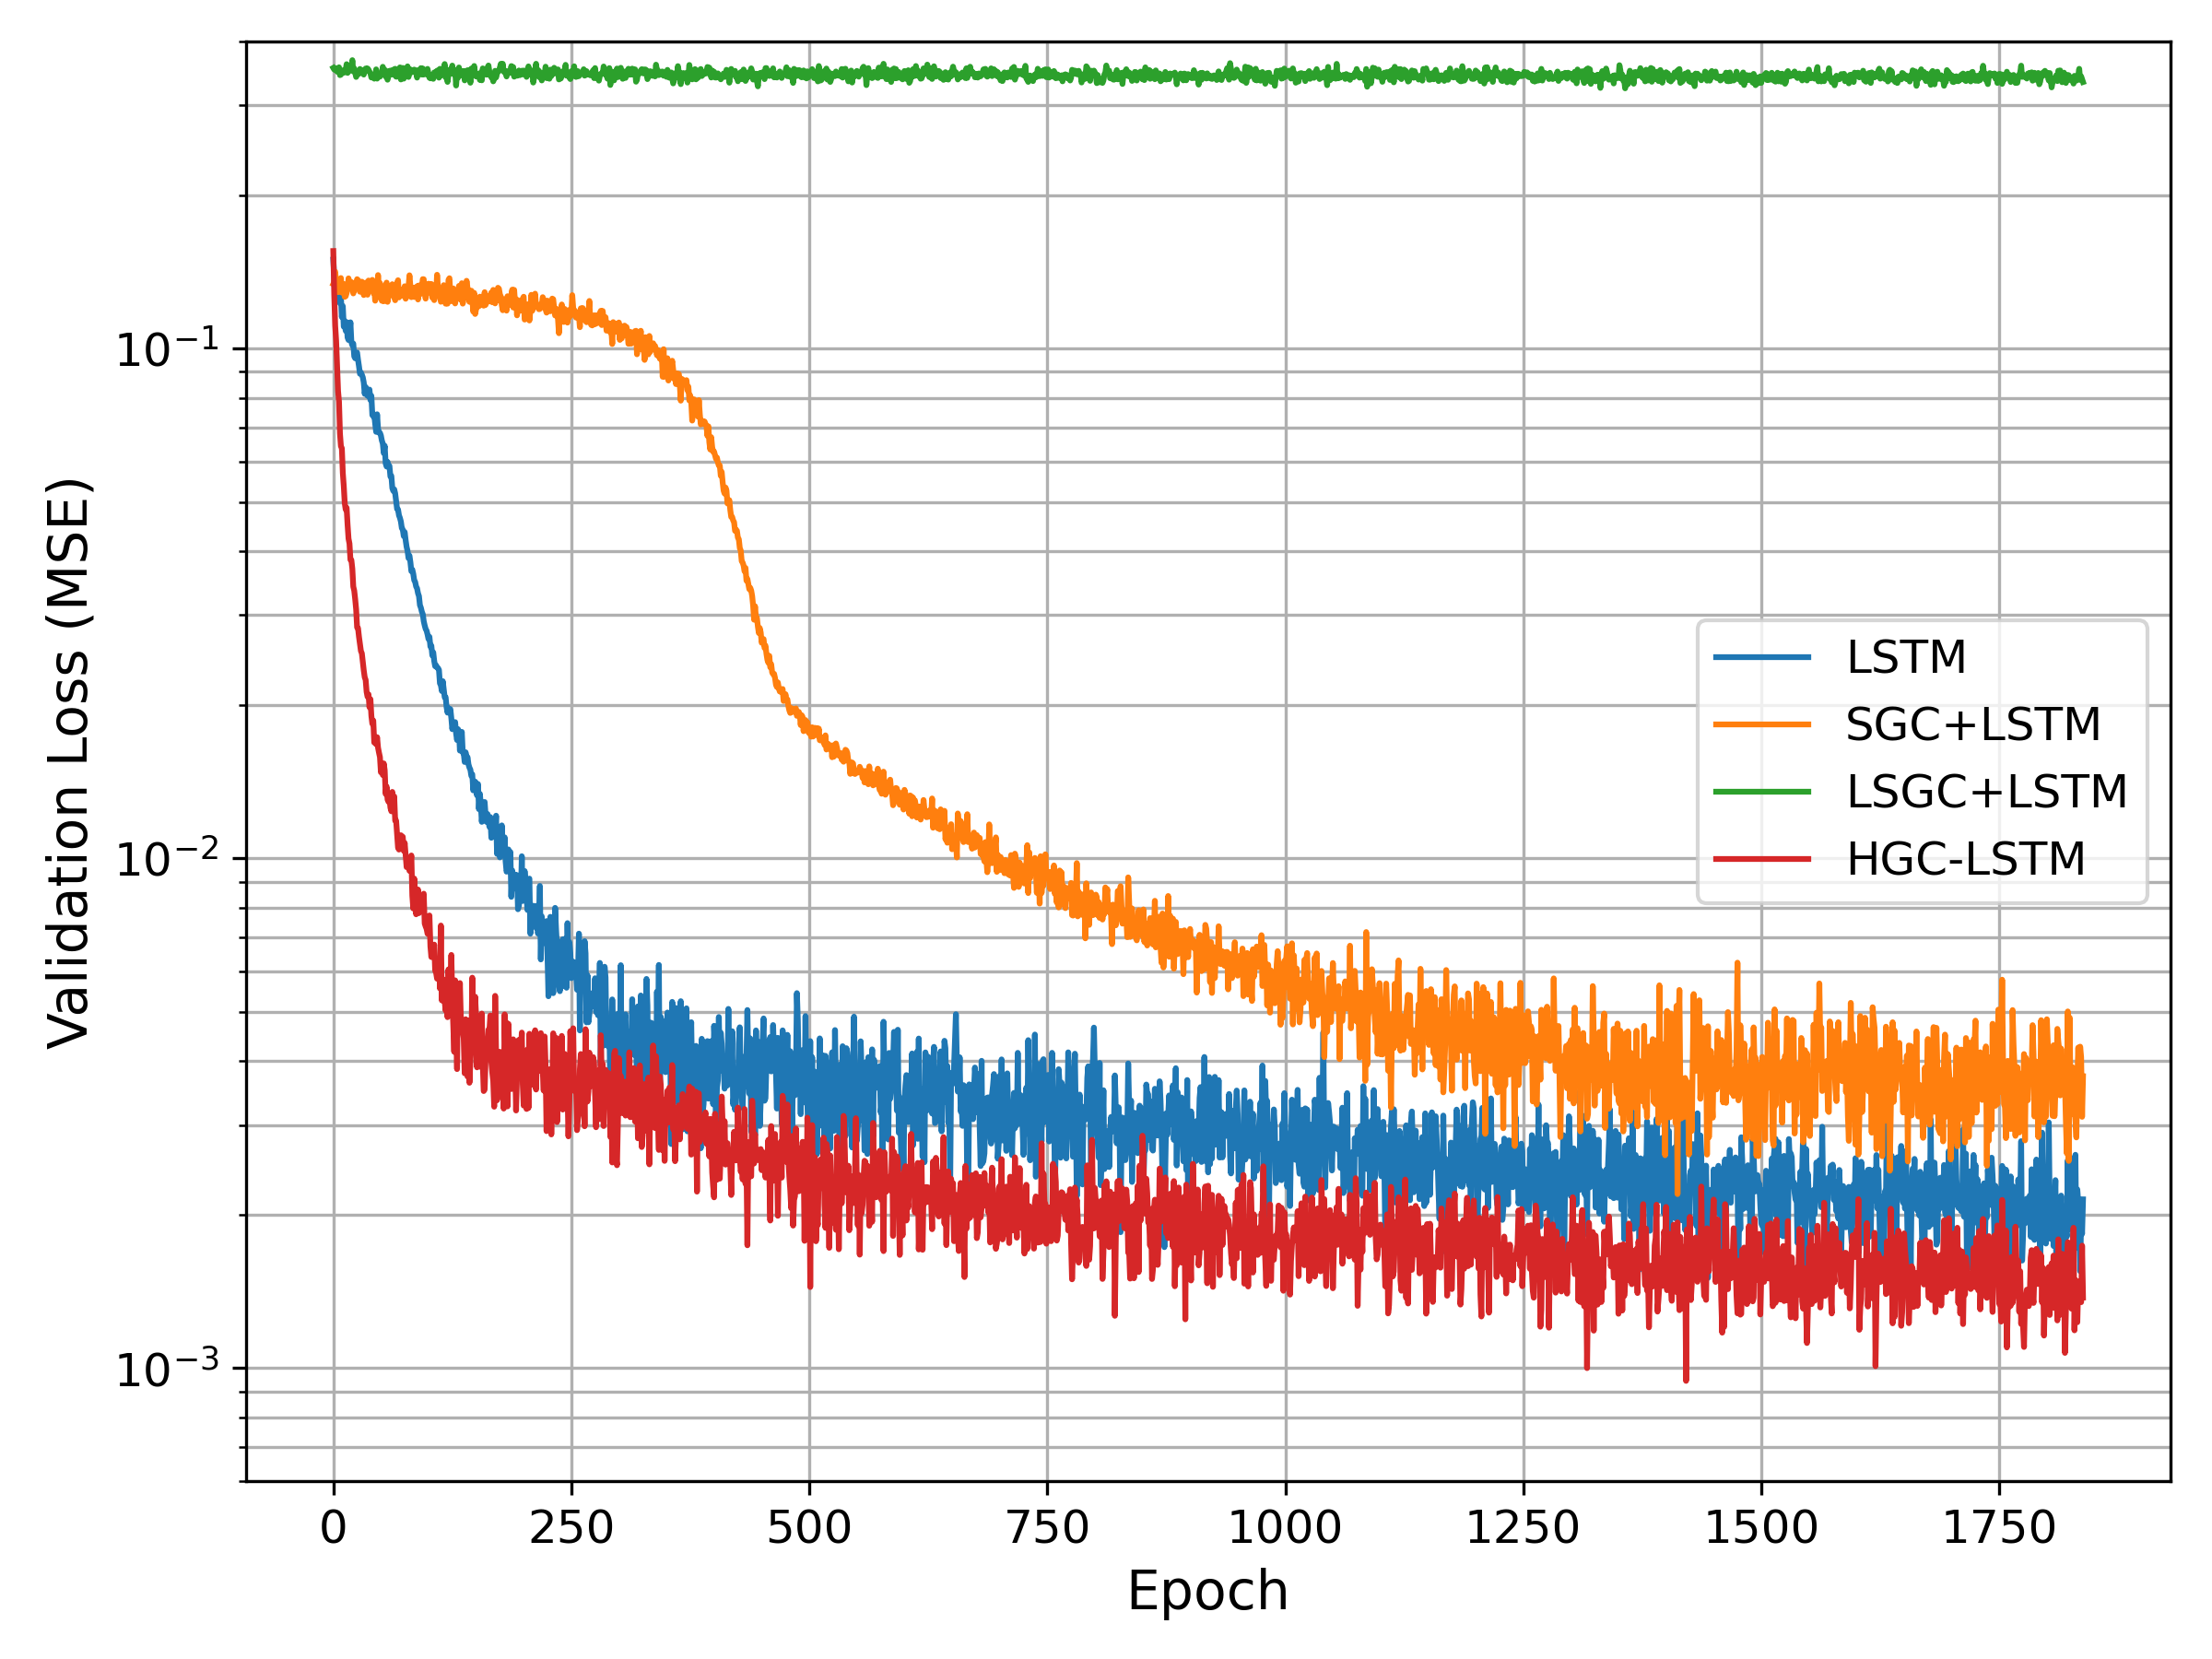 Validation Loss (MSE)
10⁻¹
10⁻²
10⁻³
LSTM
SGC+LSTM
LSGC+LSTM
HGC-LSTM
0 250 500 750 1000 1250 1500 1750
Epoch